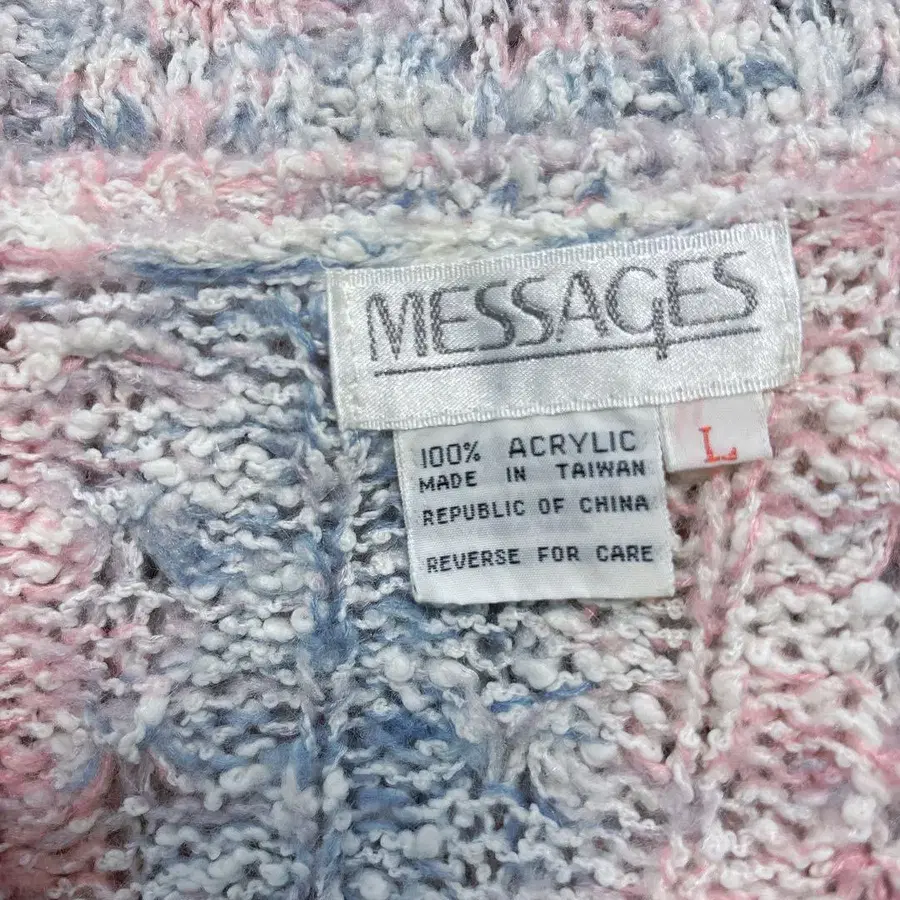 MESSAGES
L
100% ACRYLIC
MADE IN TAIWAN
REPUBLIC OF CHINA
REVERSE FOR CARE